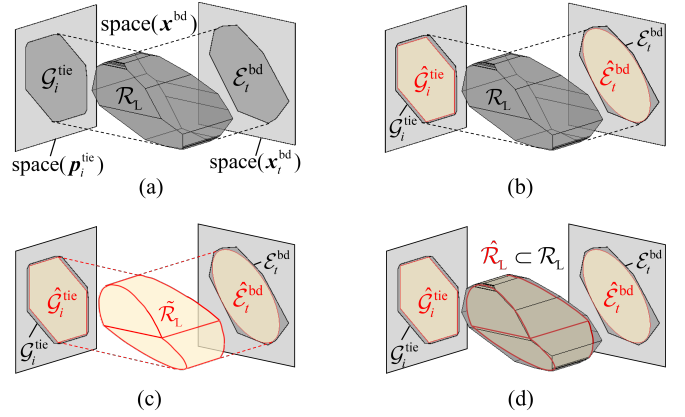 space(𝒙^bd)
𝒢_i^tie
ℛ_L
ℰ_t^bd
space(𝒑_i^tie)
space(𝒙_t^bd)
(a)
ℰ_t^bd
𝒢̂_i^tie
ℛ_L
ℰ̂_t^bd
𝒢_i^tie
(b)
ℰ_t^bd
𝒢̂_i^tie
ℛ̃_L
ℰ̂_t^bd
𝒢_i^tie
(c)
ℛ̂_L ⊂ ℛ_L
ℰ_t^bd
𝒢̂_i^tie
ℰ̂_t^bd
𝒢_i^tie
(d)